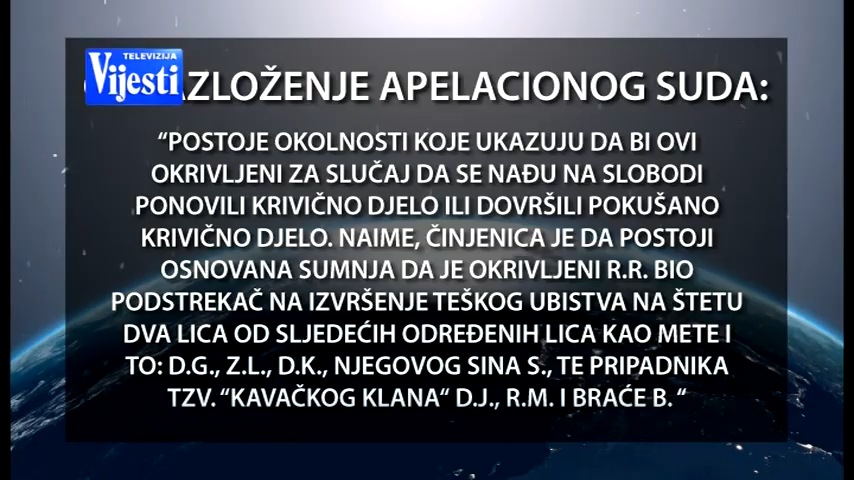 TELEVIZIJA
Vijesti
AZLOŽENJE APELACIONOG SUDA:
“POSTOJE OKOLNOSTI KOJE UKAZUJU DA BI OVI
OKRIVLJENI ZA SLUČAJ DA SE NAĐU NA SLOBODI
PONOVILI KRIVIČNO DJELO ILI DOVRŠILI POKUŠANO
KRIVIČNO DJELO. NAIME, ČINJENICA JE DA POSTOJI
OSNOVANA SUMNJA DA JE OKRIVLJENI R.R. BIO
PODSTREKAČ NA IZVRŠENJE TEŠKOG UBISTVA NA ŠTETU
DVA LICA OD SLJEDEĆIH ODREĐENIH LICA KAO METE I
TO: D.G., Z.L., D.K., NJEGOVOG SINA S., TE PRIPADNIKA
TZV. “KAVAČKOG KLANA“ D.J., R.M. I BRAĆE B. “